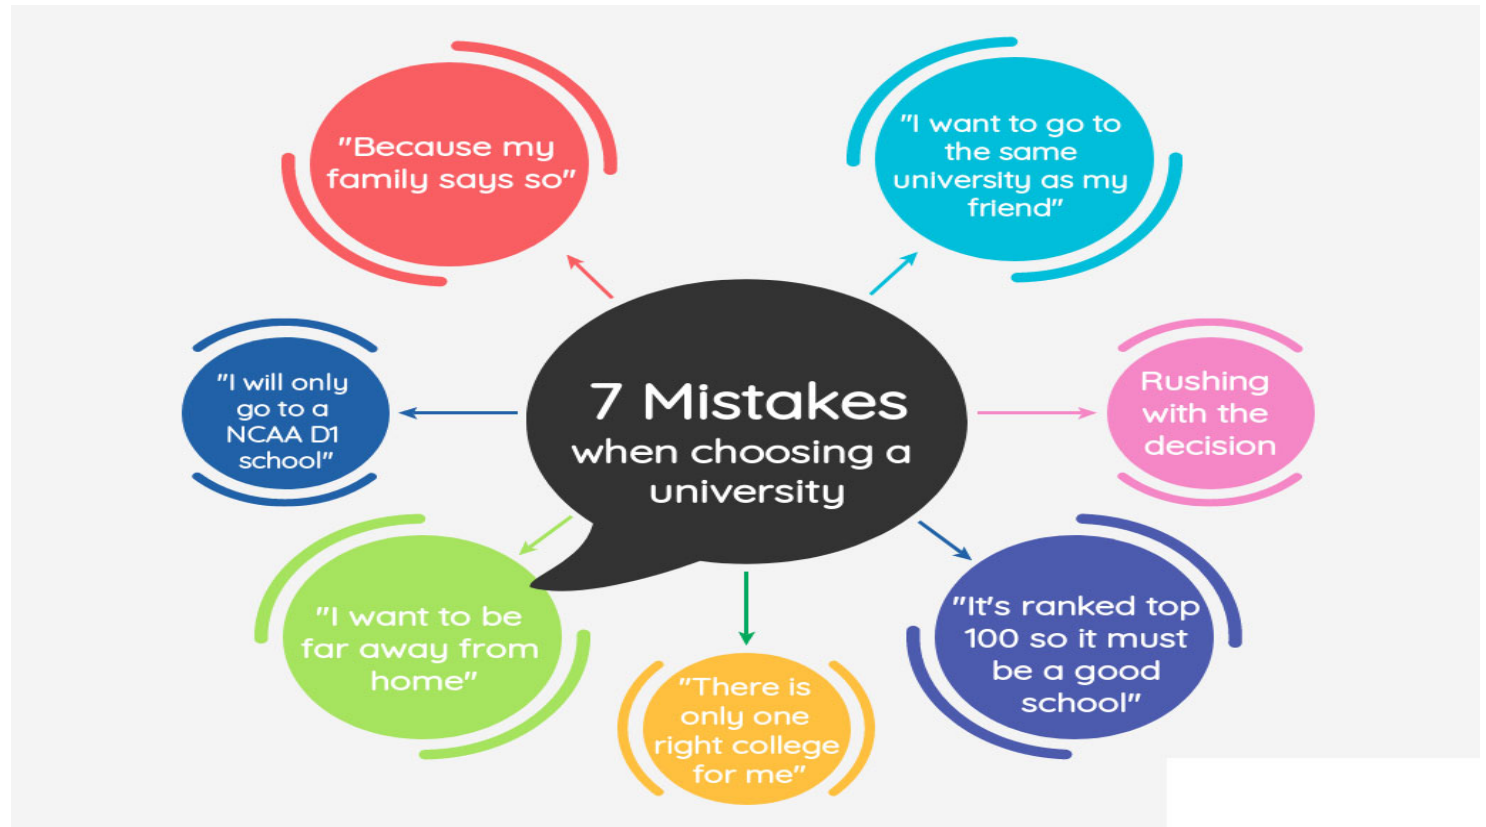 "Because my
family says so"
"I want to go to
the same
university as my
friend"
"I will only
go to a
NCAA D1
school"
7 Mistakes
when choosing a
university
Rushing
with the
decision
"I want to be
far away from
home"
"There is
only one
right college
for me"
"It's ranked top
100 so it must
be a good
school"